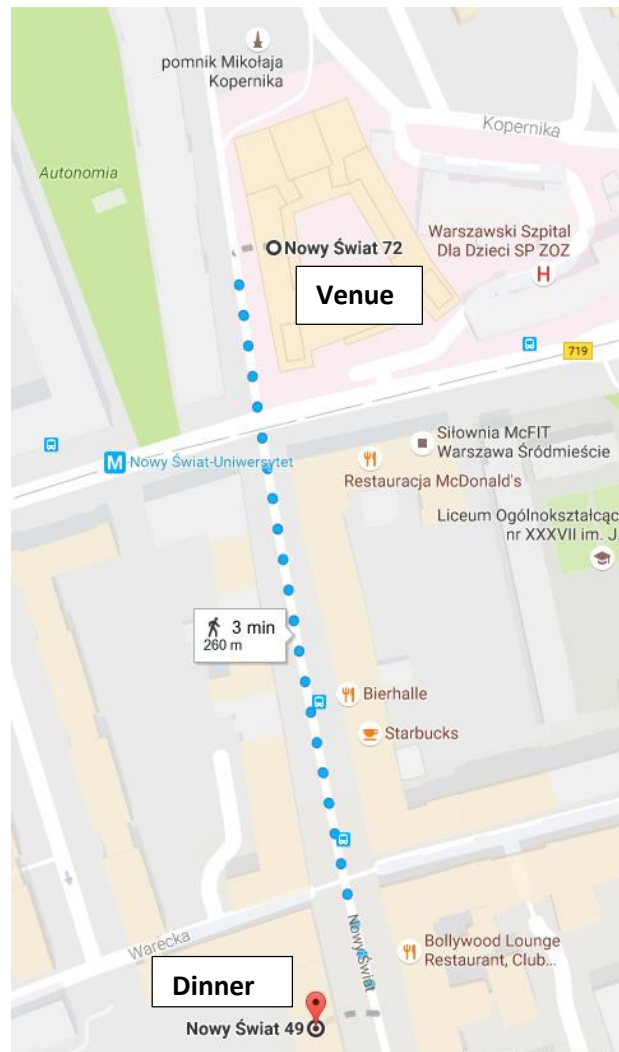 pomnik Mikołaja
Kopernika
Kopernika
Autonomia
Warszawski Szpital
Dla Dzieci SP ZOZ
H
Nowy Świat 72
Venue
719
Siłownia McFIT
Warszawa Śródmieście
M Nowy Świat-Uniwersytet
Restauracja McDonald's
Liceum Ogólnokształcąc
nr XXXVII im. J.
3 min
260 m
Bierhalle
Starbucks
Warecka
Nowy Świat
Bollywood Lounge
Restaurant, Club...
Dinner
Nowy Świat 49